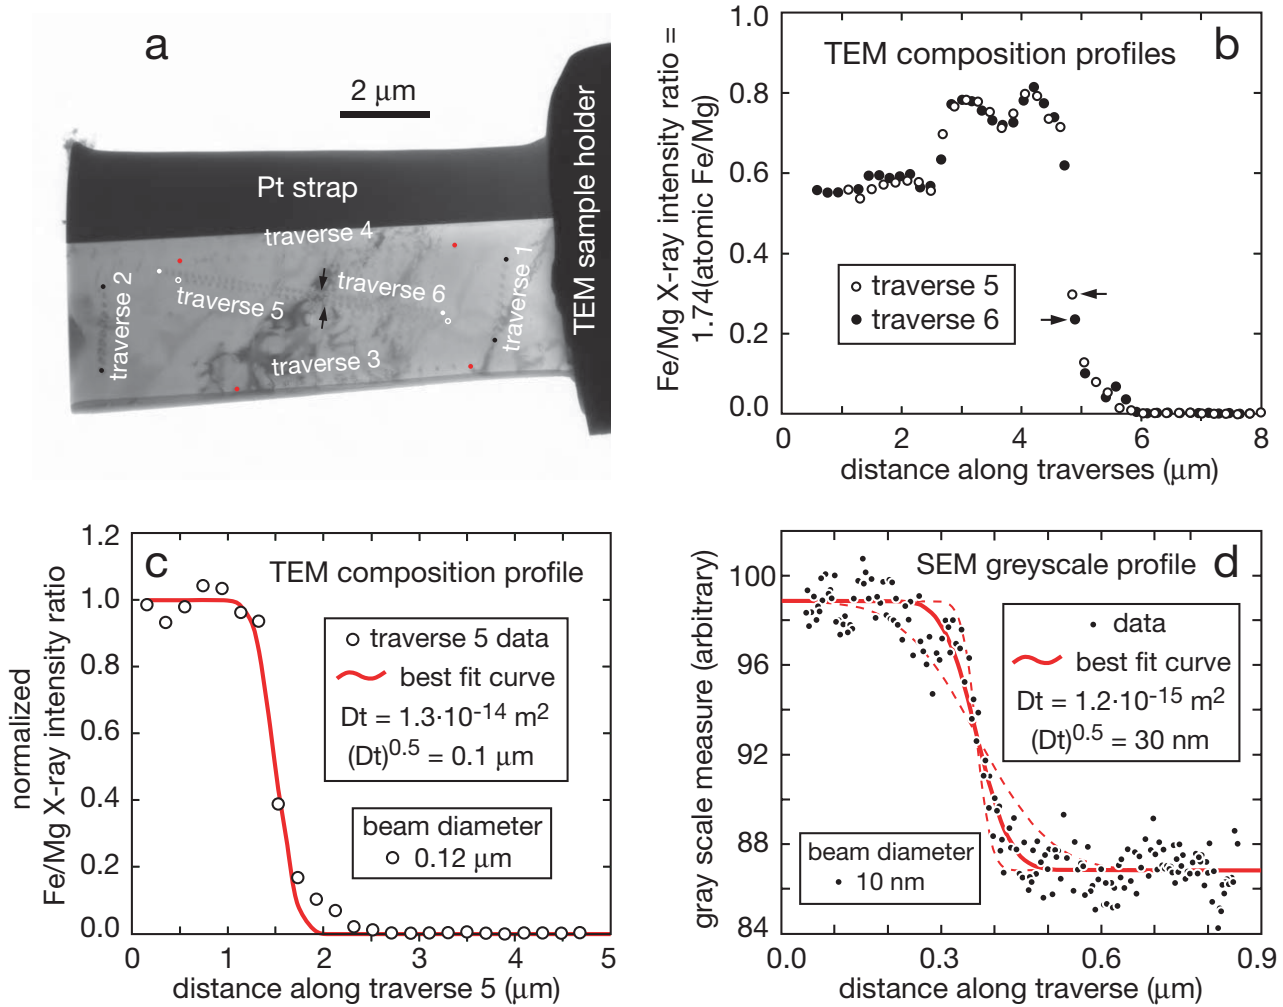 a
2 μm
Pt strap
TEM sample holder
traverse 4
traverse 1
traverse 2
traverse 5
traverse 6
traverse 3
b
TEM composition profiles
Fe/Mg X-ray intensity ratio =
1.74(atomic Fe/Mg)
1.0
0.8
0.6
0.4
0.2
0.0
traverse 5
traverse 6
0 2 4 6 8
distance along traverses (μm)
c
TEM composition profile
normalized
Fe/Mg X-ray intensity ratio
1.2
1.0
0.8
0.6
0.4
0.2
0.0
traverse 5 data
best fit curve
Dt = 1.3·10-14 m2
(Dt)0.5 = 0.1 μm
beam diameter
0.12 μm
0 1 2 3 4 5
distance along traverse 5 (μm)
d
SEM greyscale profile
gray scale measure (arbitrary)
100
96
92
88
84
data
best fit curve
Dt = 1.2·10-15 m2
(Dt)0.5 = 30 nm
beam diameter
10 nm
0.0 0.3 0.6 0.9
distance along traverse (μm)